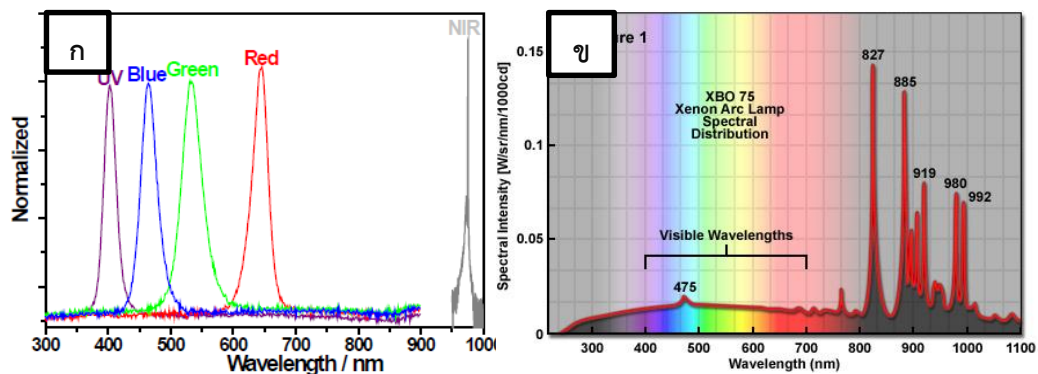 ก
UV
Blue
Green
Red
NIR
Normalized
300 400 500 600 700 800 900
Wavelength / nm
ข
ure 1
XBO 75
Xenon Arc Lamp
Spectral
Distribution
Visible Wavelengths
475
827
885
919
980
992
0.15
0.1
0.05
0
Spectral Intensity [W/sr/nm/1000cd]
300 400 500 600 700 800 900 1000 1100
Wavelength (nm)